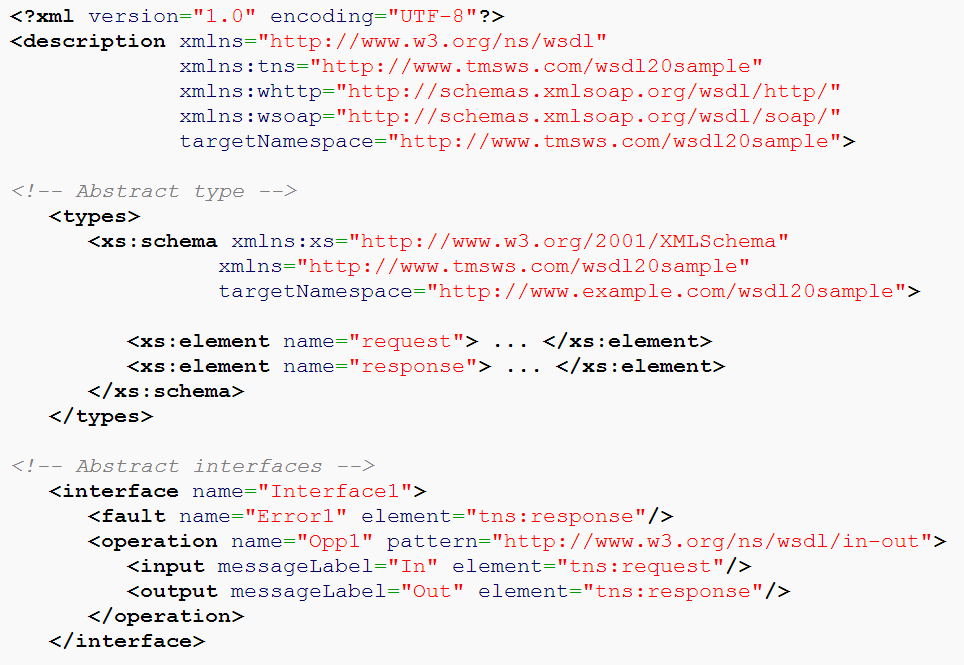 <?xml version="1.0" encoding="UTF-8"?>
<description xmlns="http://www.w3.org/ns/wsdl"
             xmlns:tns="http://www.tmsws.com/wsdl20sample"
             xmlns:whttp="http://schemas.xmlsoap.org/wsdl/http/"
             xmlns:wsoap="http://schemas.xmlsoap.org/wsdl/soap/"
             targetNamespace="http://www.tmsws.com/wsdl20sample">

<!-- Abstract type -->
   <types>
      <xs:schema xmlns:xs="http://www.w3.org/2001/XMLSchema"
                xmlns="http://www.tmsws.com/wsdl20sample"
                targetNamespace="http://www.example.com/wsdl20sample">

         <xs:element name="request"> ... </xs:element>
         <xs:element name="response"> ... </xs:element>
      </xs:schema>
   </types>

<!-- Abstract interfaces -->
   <interface name="Interface1">
      <fault name="Error1" element="tns:response"/>
      <operation name="Opp1" pattern="http://www.w3.org/ns/wsdl/in-out">
         <input messageLabel="In" element="tns:request"/>
         <output messageLabel="Out" element="tns:response"/>
      </operation>
   </interface>